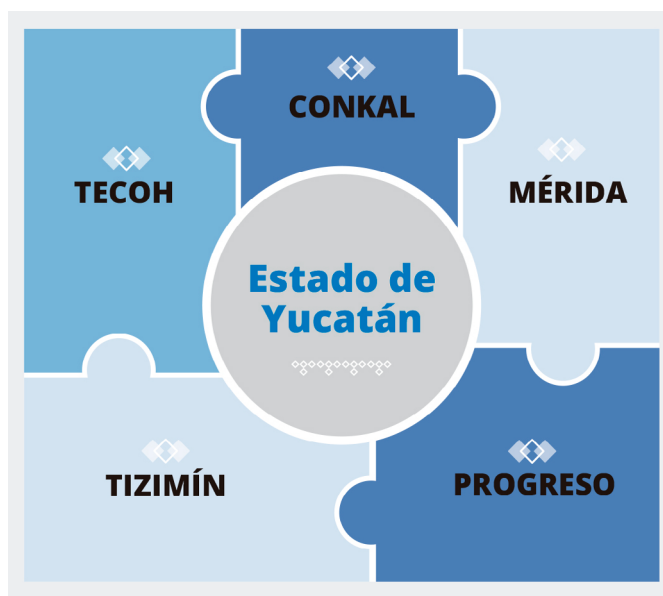 CONKAL
TECOH
MÉRIDA
Estado de
Yucatán
TIZIMÍN
PROGRESO